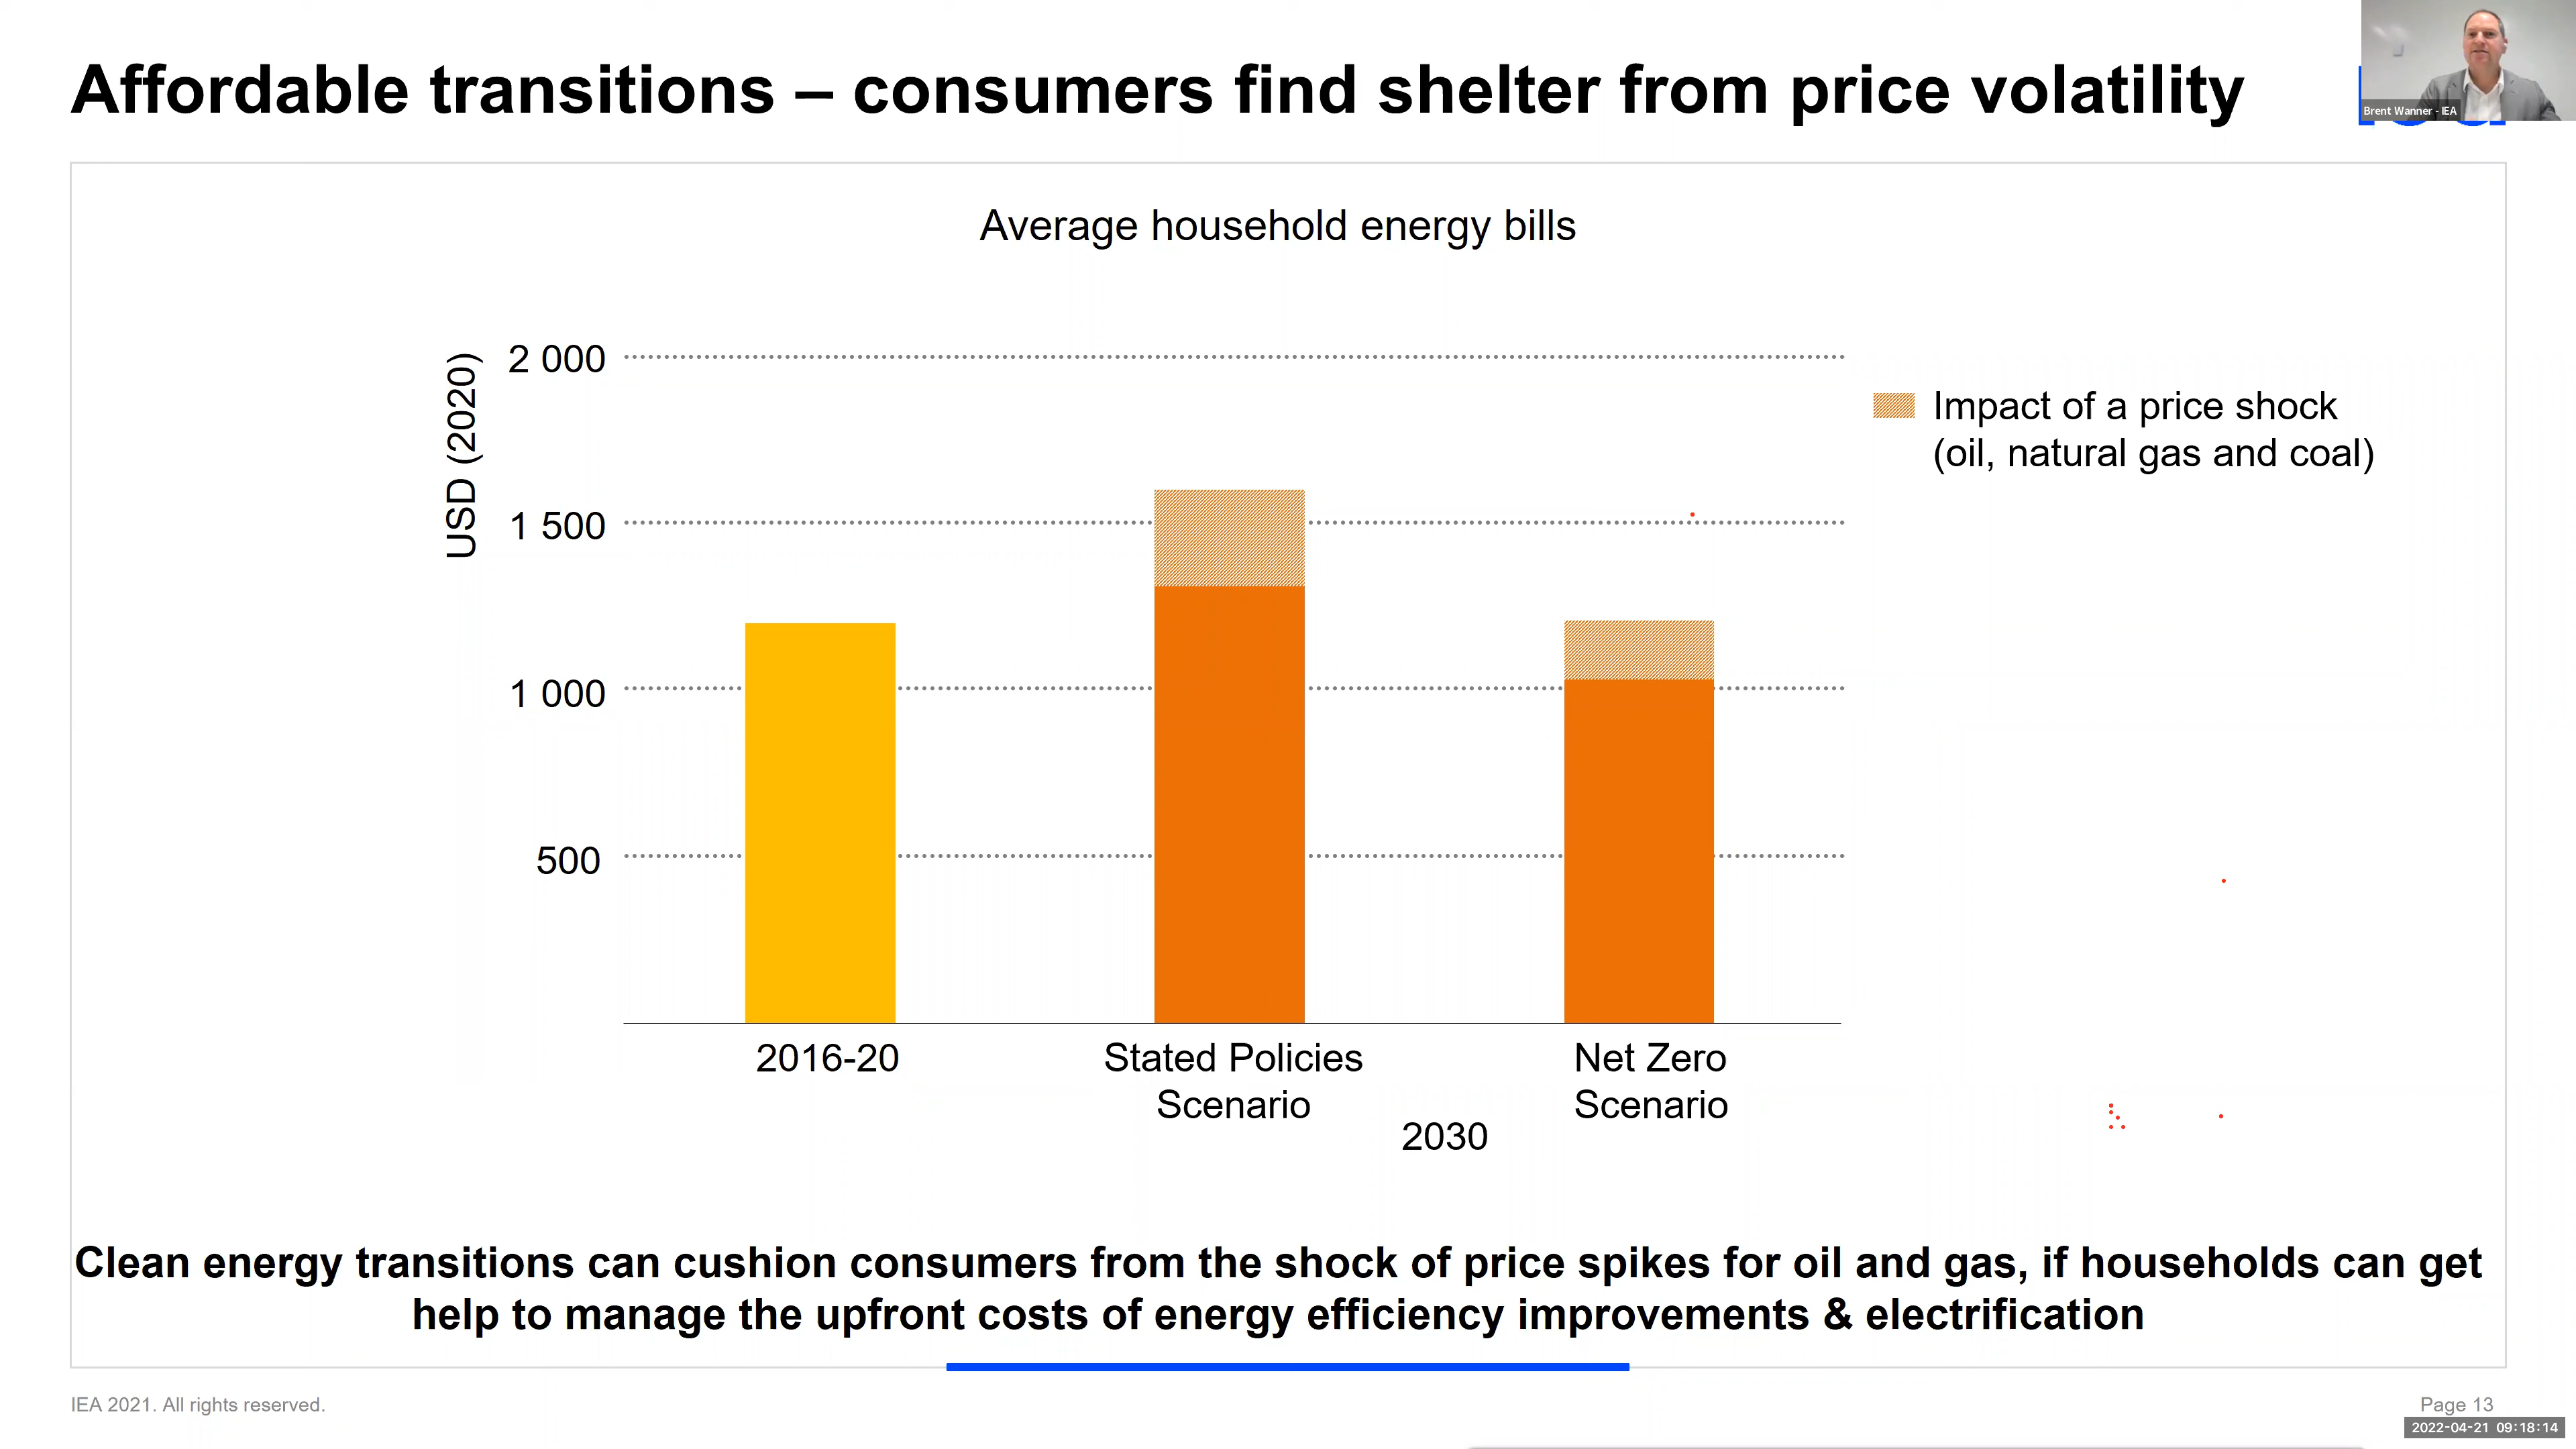 Affordable transitions – consumers find shelter from price volatility
Brent Wanner - IEA
Average household energy bills
USD (2020)
2 000
1 500
1 000
500
Impact of a price shock
(oil, natural gas and coal)
2016-20
Stated Policies
Scenario
Net Zero
Scenario
2030
Clean energy transitions can cushion consumers from the shock of price spikes for oil and gas, if households can get
help to manage the upfront costs of energy efficiency improvements & electrification
IEA 2021. All rights reserved.
Page 13
2022-04-21 09:18:14